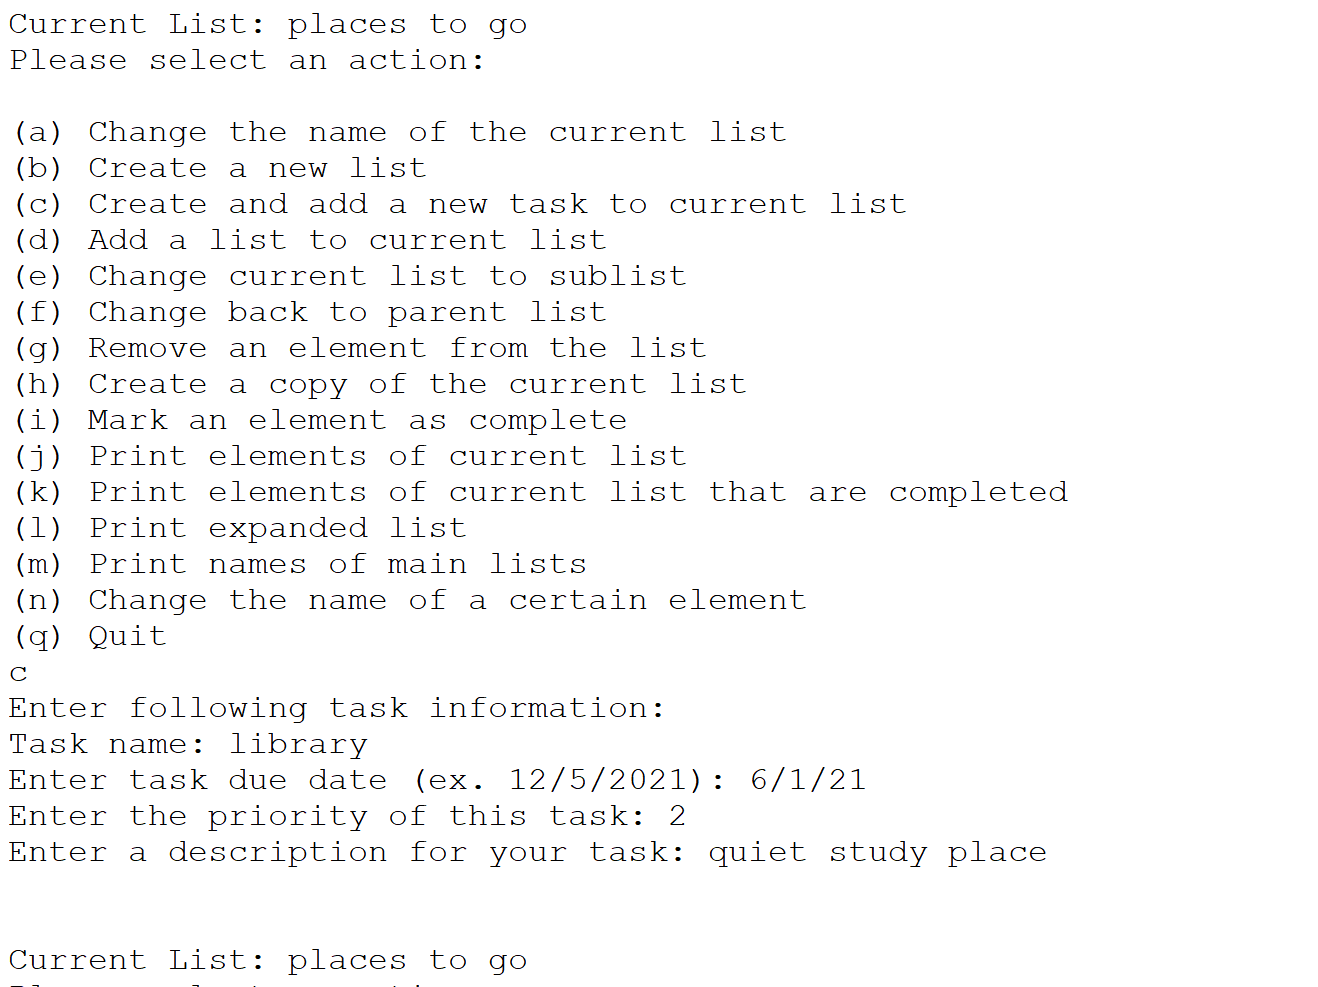 Current List: places to go
Please select an action:
(a) Change the name of the current list
(b) Create a new list
(c) Create and add a new task to current list
(d) Add a list to current list
(e) Change current list to sublist
(f) Change back to parent list
(g) Remove an element from the list
(h) Create a copy of the current list
(i) Mark an element as complete
(j) Print elements of current list
(k) Print elements of current list that are completed
(l) Print expanded list
(m) Print names of main lists
(n) Change the name of a certain element
(q) Quit
c
Enter following task information:
Task name: library
Enter task due date (ex. 12/5/2021): 6/1/21
Enter the priority of this task: 2
Enter a description for your task: quiet study place
Current List: places to go